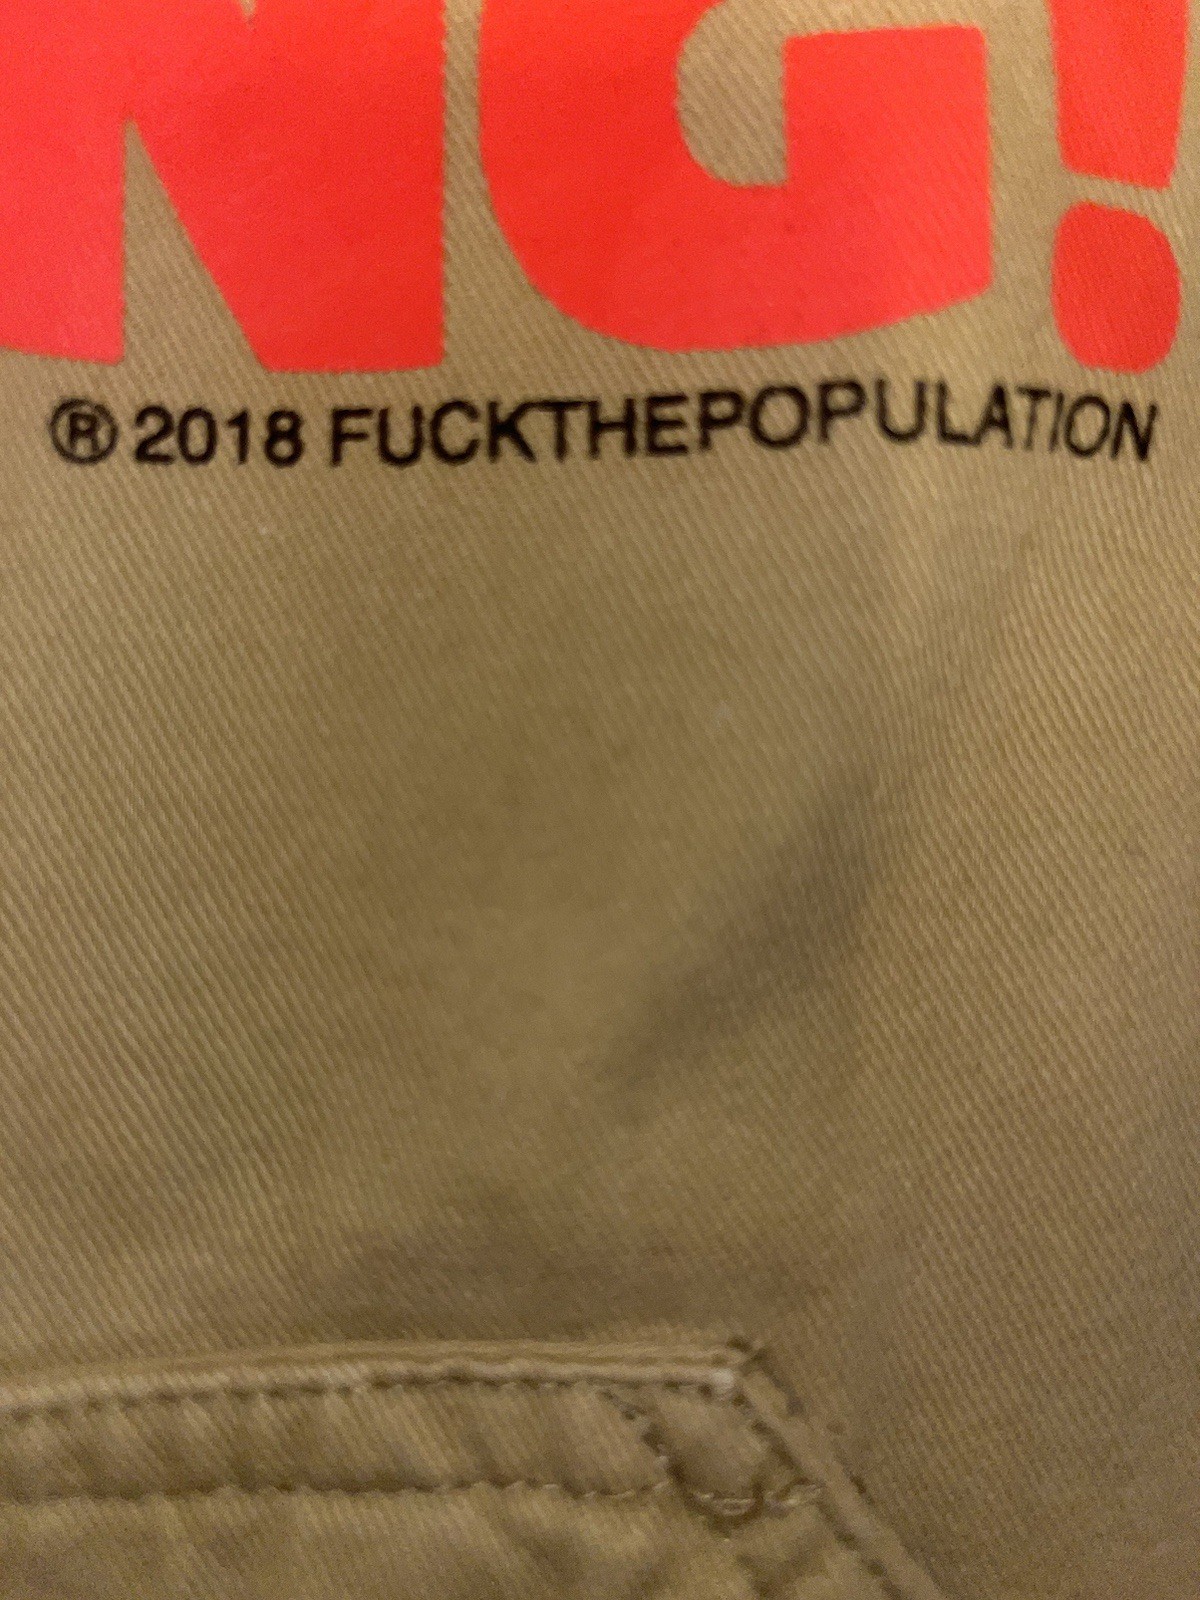 NG!
® 2018 FUCKTHEPOPULATION